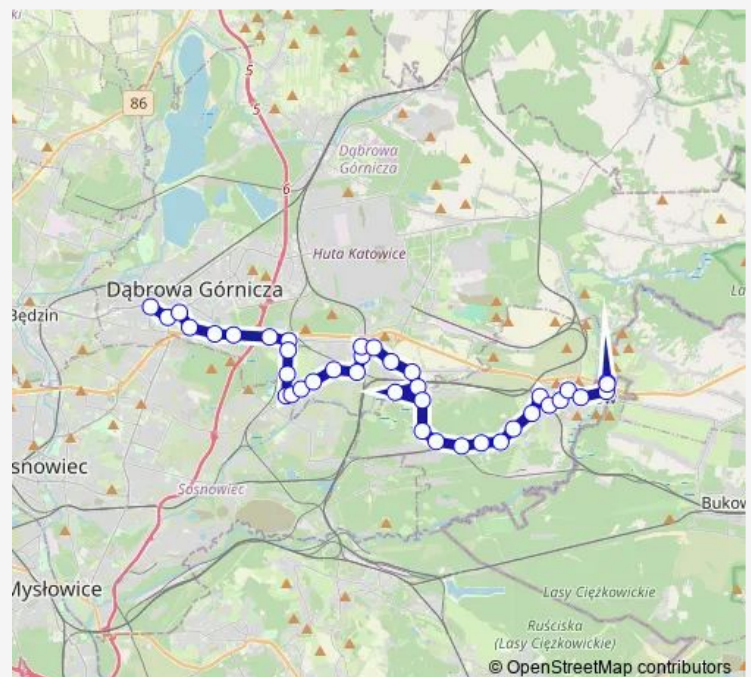 86
5
5
6
Dąbrowa
Górnicza
Huta Katowice
Dąbrowa Górnicza
Będzin
snowiec
Sosnowiec
Bukow
Mysłowice
Lasy Ciężkowickie
Ruściska
(Lasy Ciężkowickie)
© OpenStreetMap contributors